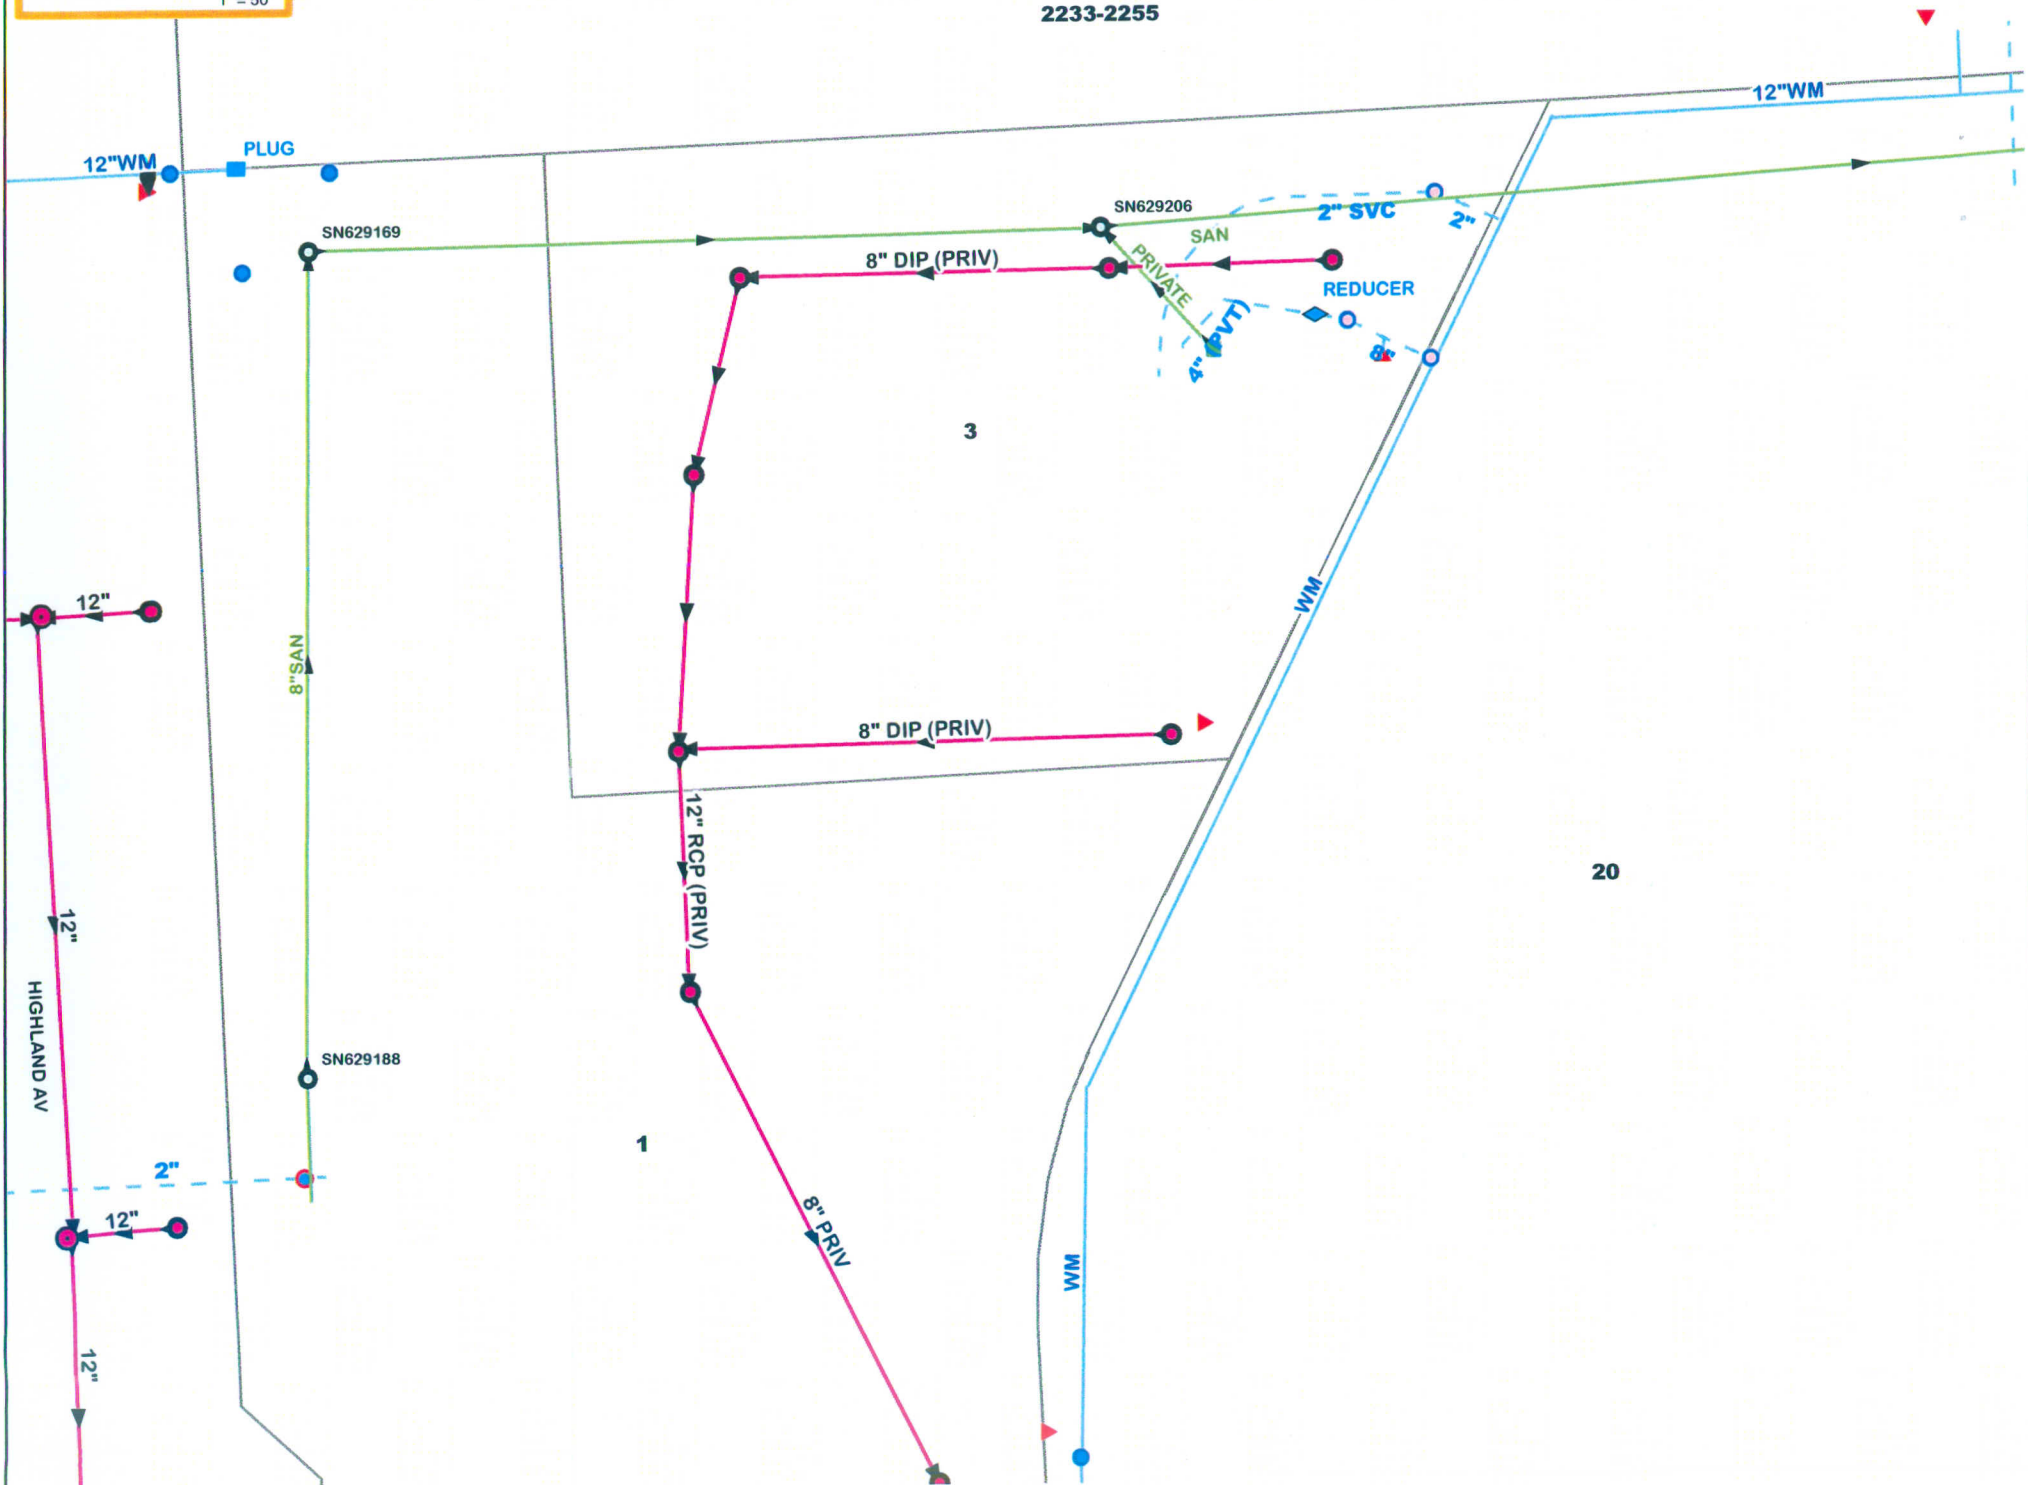 2233-2255
12"WM
12"WM
PLUG
SN629169
SN629206
2" SVC
2"
SAN
PRIVATE
8" DIP (PRIV)
REDUCER
4" (PVT)
8"
3
WM
12"
8"SAN
8" DIP (PRIV)
12" RCP (PRIV)
20
12"
HIGHLAND AV
SN629188
1
2"
12"
8" PRIV
WM
12"